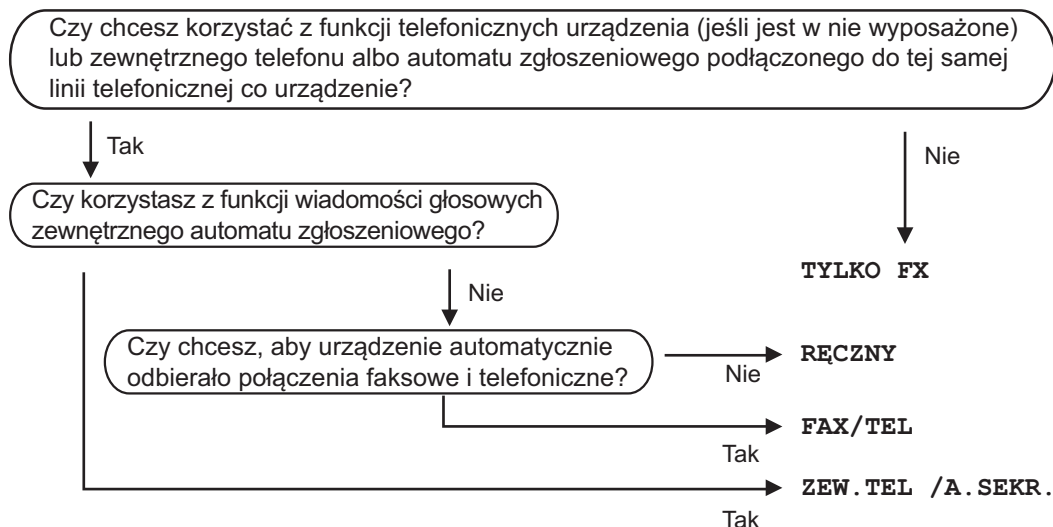 Czy chcesz korzystać z funkcji telefonicznych urządzenia (jeśli jest w nie wyposażone)
lub zewnętrznego telefonu albo automatu zgłoszeniowego podłączonego do tej samej
linii telefonicznej co urządzenie?
Tak
Nie
Czy korzystasz z funkcji wiadomości głosowych
zewnętrznego automatu zgłoszeniowego?
TYLKO FX
Nie
Czy chcesz, aby urządzenie automatycznie
odbierało połączenia faksowe i telefoniczne?
RĘCZNY
Nie
FAX/TEL
Tak
ZEW.TEL /A.SEKR.
Tak